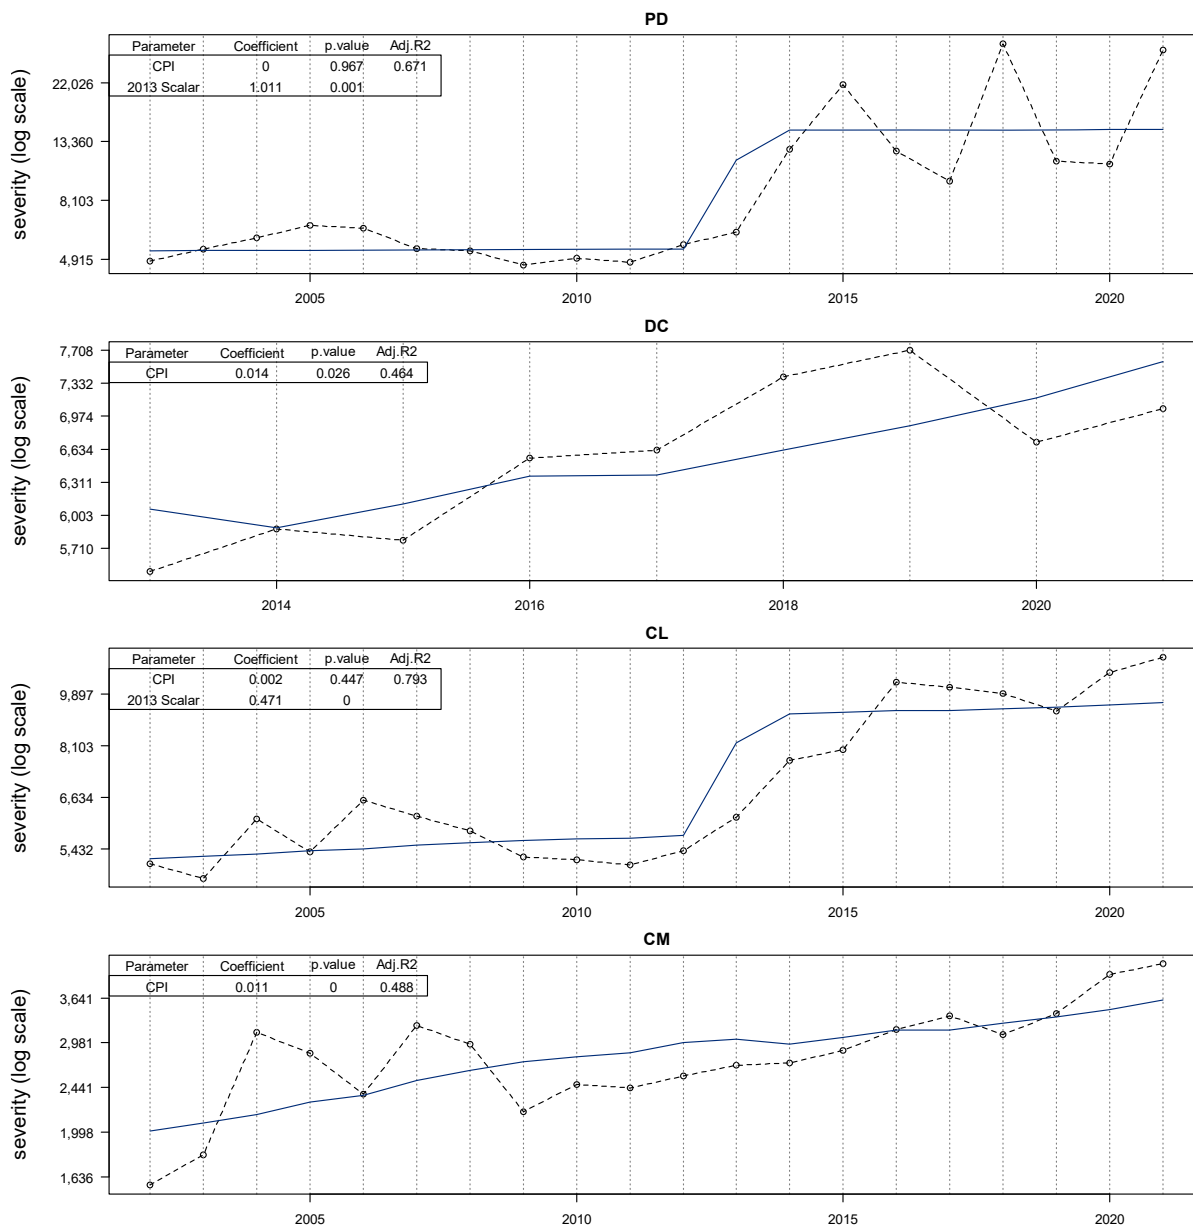 PD
Parameter Coefficient p.value Adj.R2
CPI 0 0.967 0.671
2013 Scalar 1.011 0.001
severity (log scale)
22,026
13,360
8,103
4,915
2005 2010 2015 2020
DC
Parameter Coefficient p.value Adj.R2
CPI 0.014 0.026 0.464
severity (log scale)
7,708
7,332
6,974
6,634
6,311
6,003
5,710
2014 2016 2018 2020
CL
Parameter Coefficient p.value Adj.R2
CPI 0.002 0.447 0.793
2013 Scalar 0.471 0
severity (log scale)
9,897
8,103
6,634
5,432
2005 2010 2015 2020
CM
Parameter Coefficient p.value Adj.R2
CPI 0.011 0 0.488
severity (log scale)
3,641
2,981
2,441
1,998
1,636
2005 2010 2015 2020